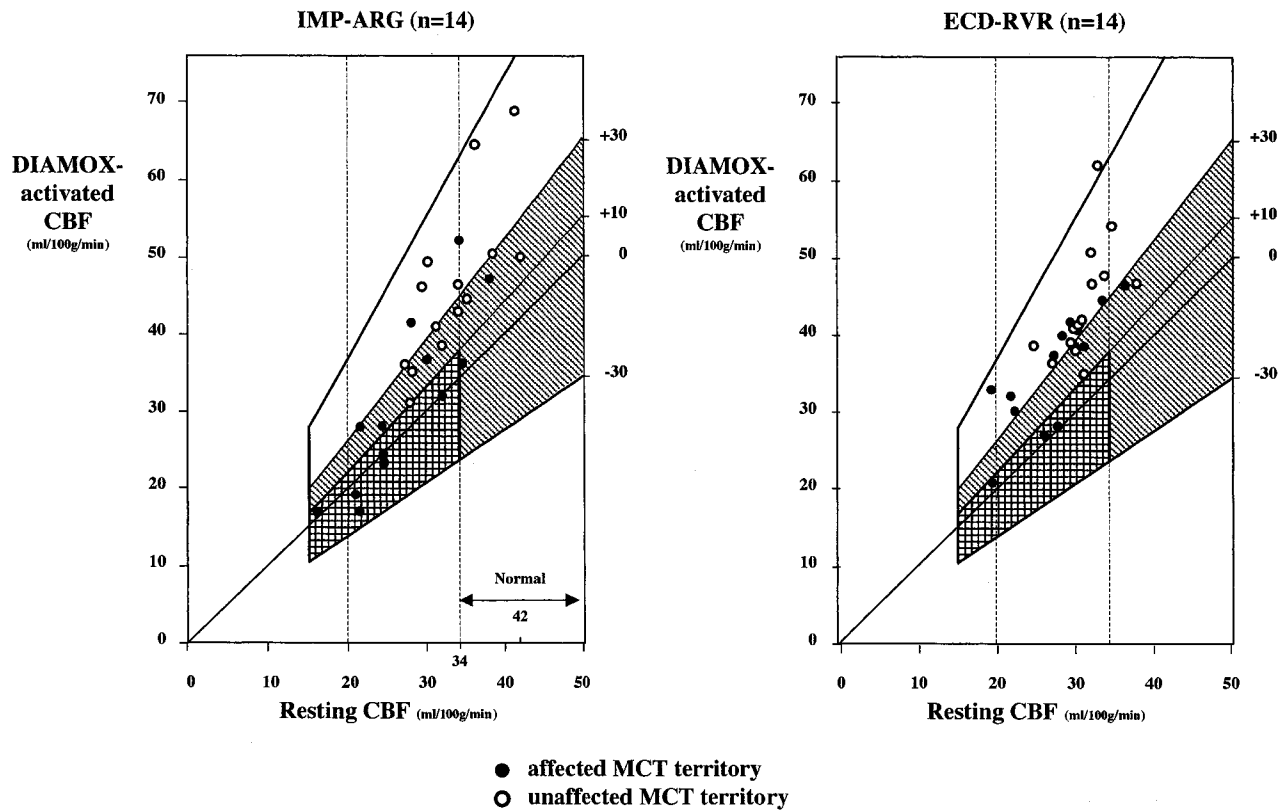 IMP-ARG (n=14)
DIAMOX-
activated
CBF
(ml/100g/min)
70
60
50
40
30
20
10
0
+30
+10
0
-30
Normal
42
34
0 10 20 30 40 50
Resting CBF (ml/100g/min)
ECD-RVR (n=14)
DIAMOX-
activated
CBF
(ml/100g/min)
70
60
50
40
30
20
10
0
+30
+10
0
-30
0 10 20 30 40 50
Resting CBF (ml/100g/min)
affected MCT territory
unaffected MCT territory